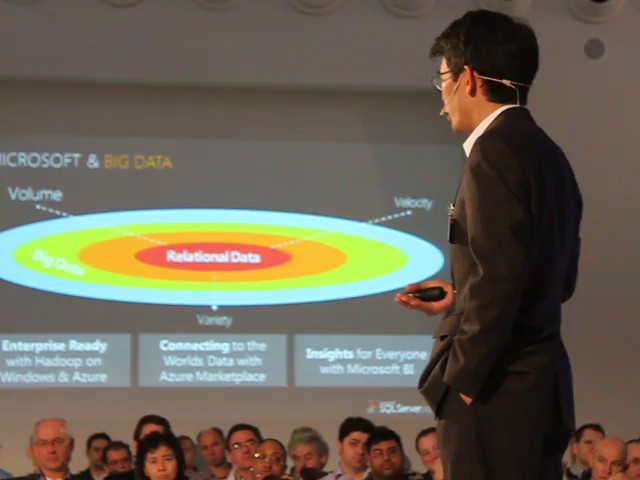 MICROSOFT & BIG DATA
Volume
Velocity
Relational Data
Big Data
Variety
Enterprise Ready
with Hadoop on
Windows & Azure
Connecting to the
Worlds Data with
Azure Marketplace
Insights for Everyone
with Microsoft BI
SQL Server